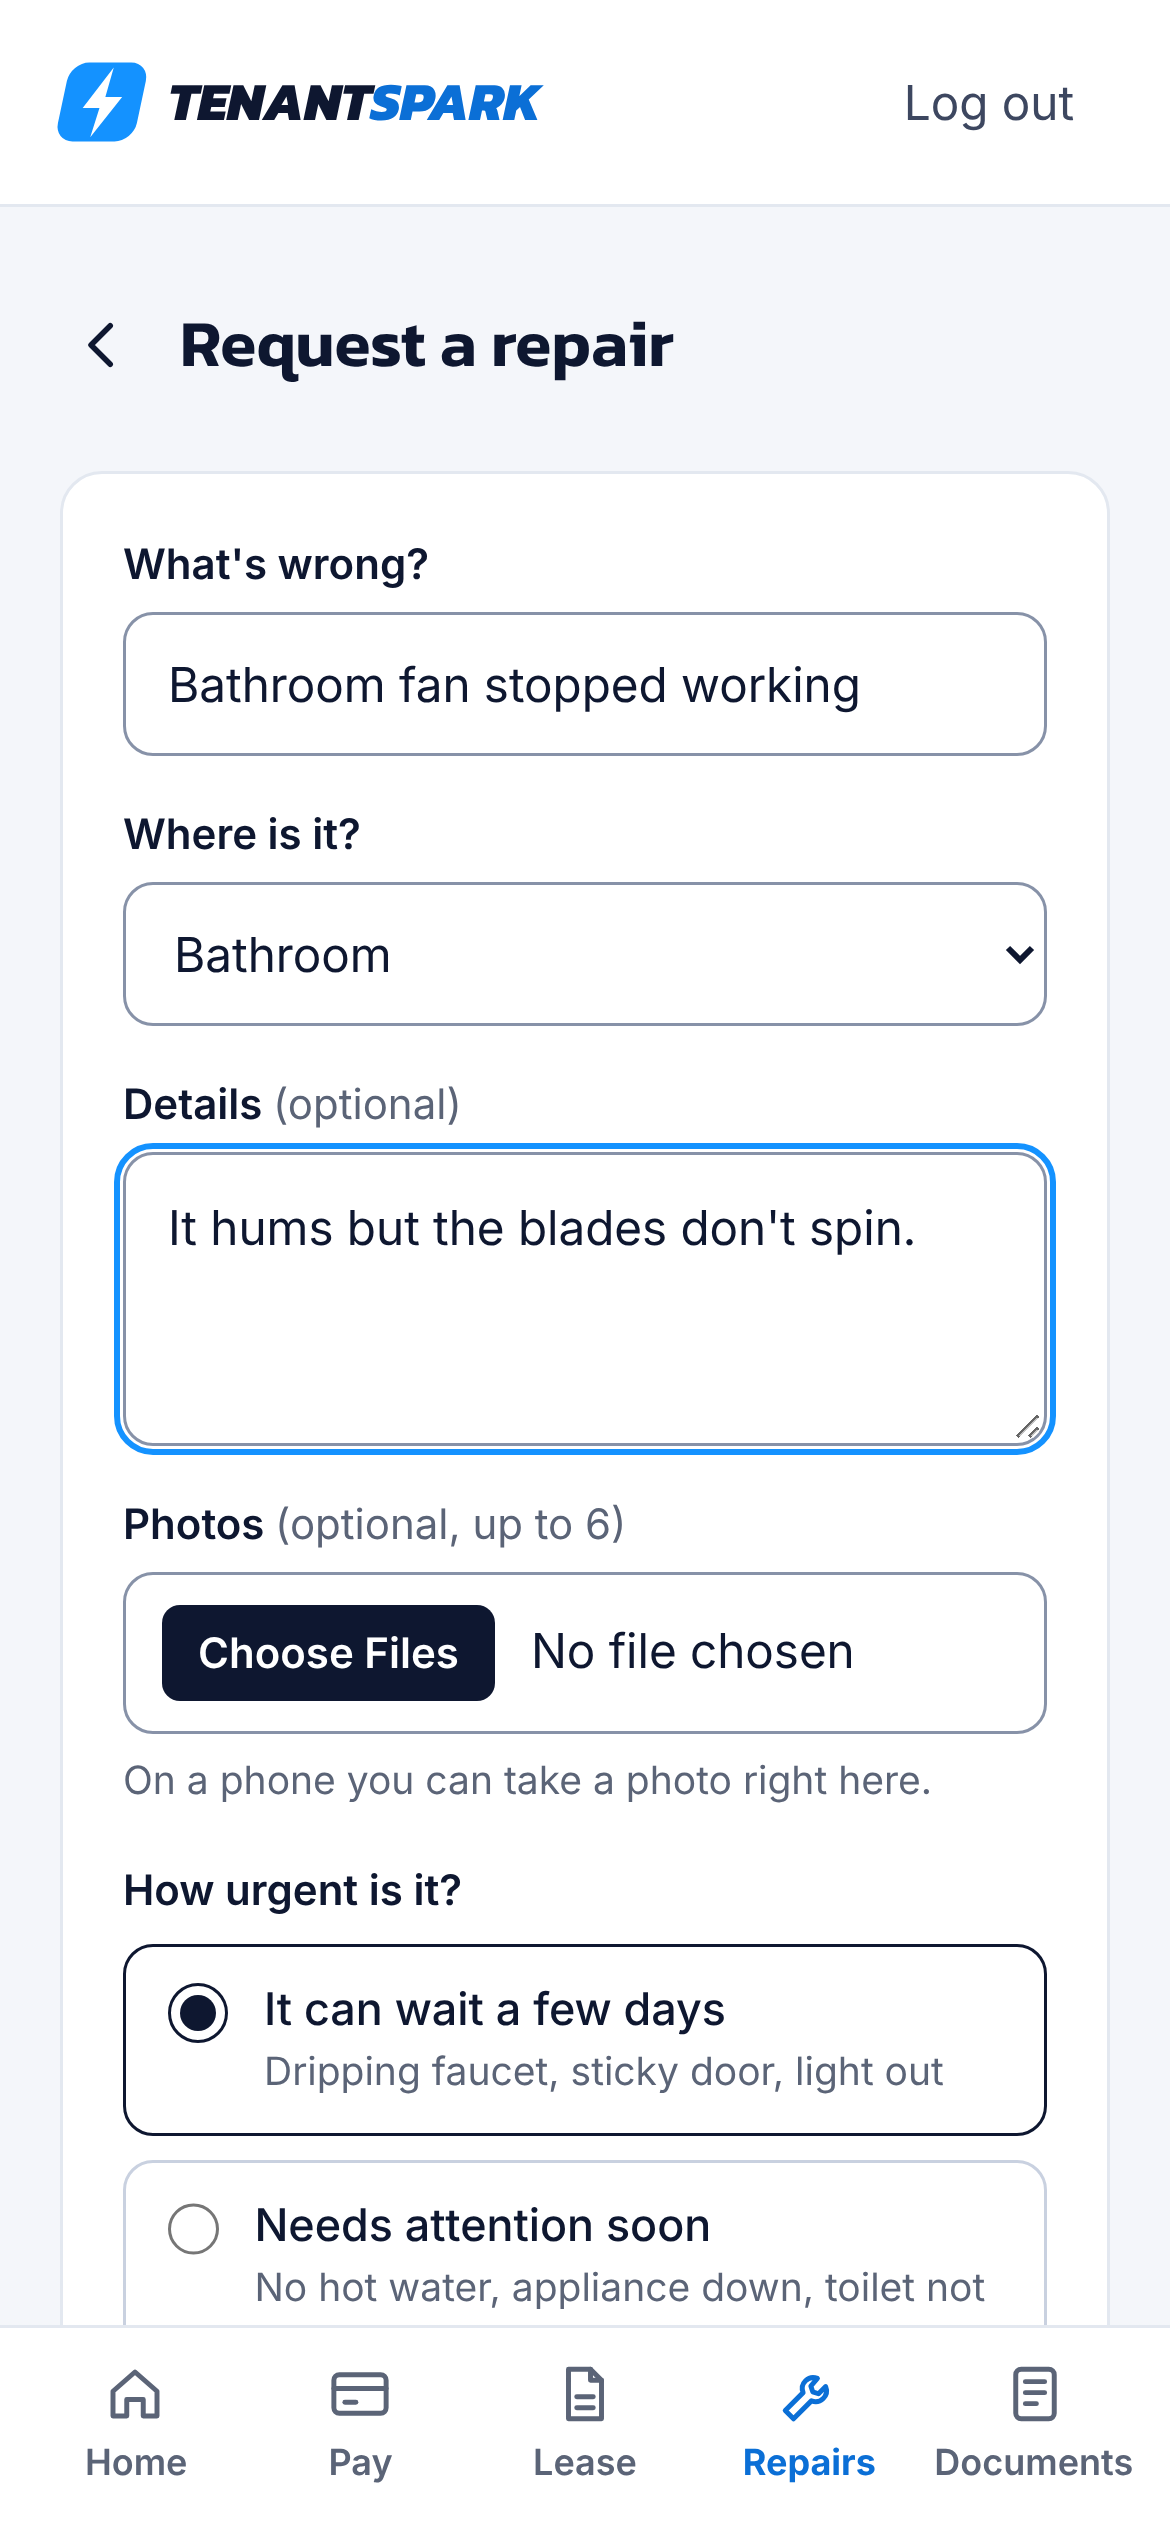 TENANTSPARK
Log out
Request a repair
What's wrong?
Bathroom fan stopped working
Where is it?
Bathroom
Details (optional)
It hums but the blades don't spin.
Photos (optional, up to 6)
Choose Files No file chosen
On a phone you can take a photo right here.
How urgent is it?
It can wait a few days
Dripping faucet, sticky door, light out
Needs attention soon
No hot water, appliance down, toilet not
Home Pay Lease Repairs Documents